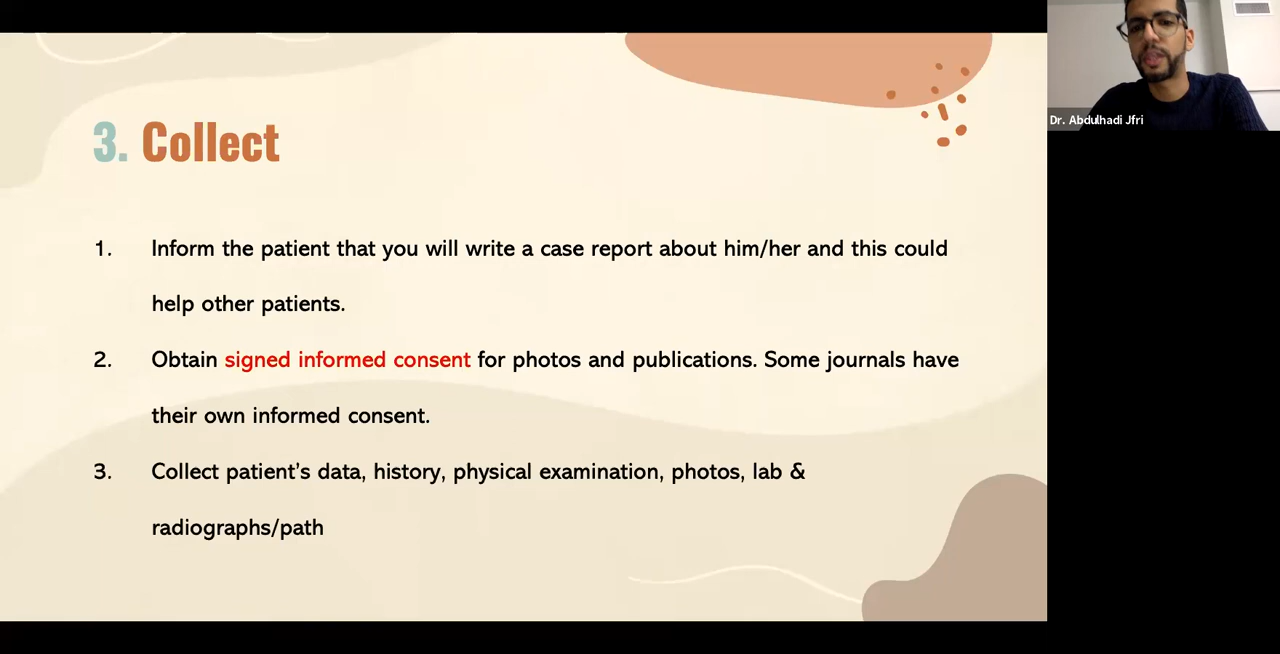 3. Collect
1. Inform the patient that you will write a case report about him/her and this could
help other patients.
2. Obtain signed informed consent for photos and publications. Some journals have
their own informed consent.
3. Collect patient’s data, history, physical examination, photos, lab &
radiographs/path
Dr. Abdulhadi Jfri